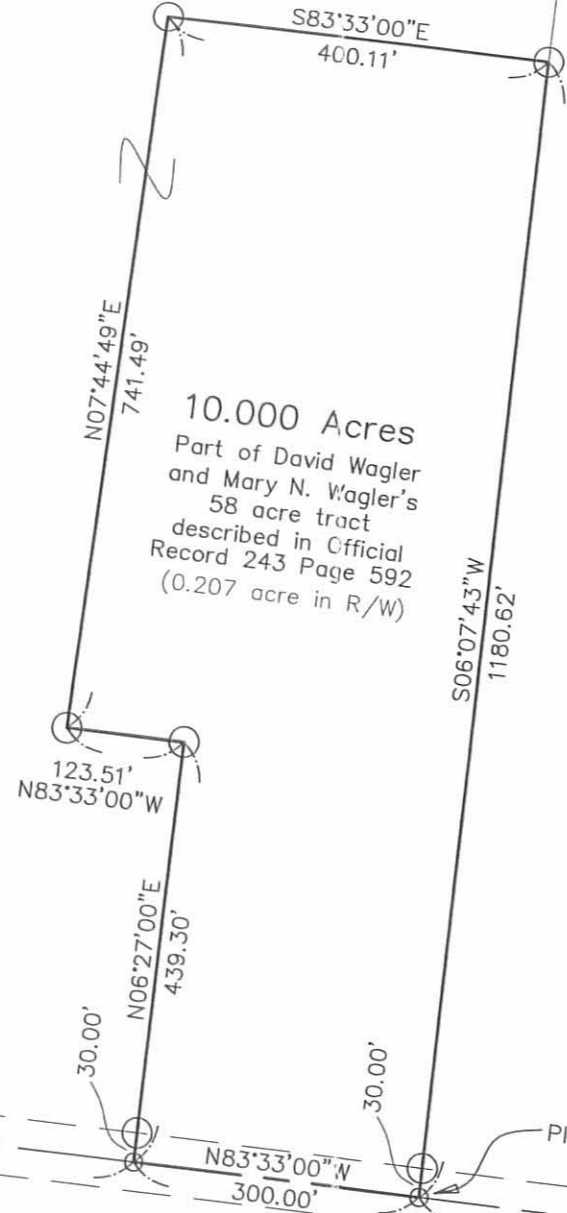 S83°33'00"E
400.11'
N07°44'49"E
741.49'
10.000 Acres
Part of David Wagler
and Mary N. Wagler's
58 acre tract
described in Official
Record 243 Page 592
(0.207 acre in R/W)
S06°07'43"W
1180.62'
123.51'
N83°33'00"W
N06°27'00"E
439.30'
30.00'
30.00'
N83°33'00"W
300.00'